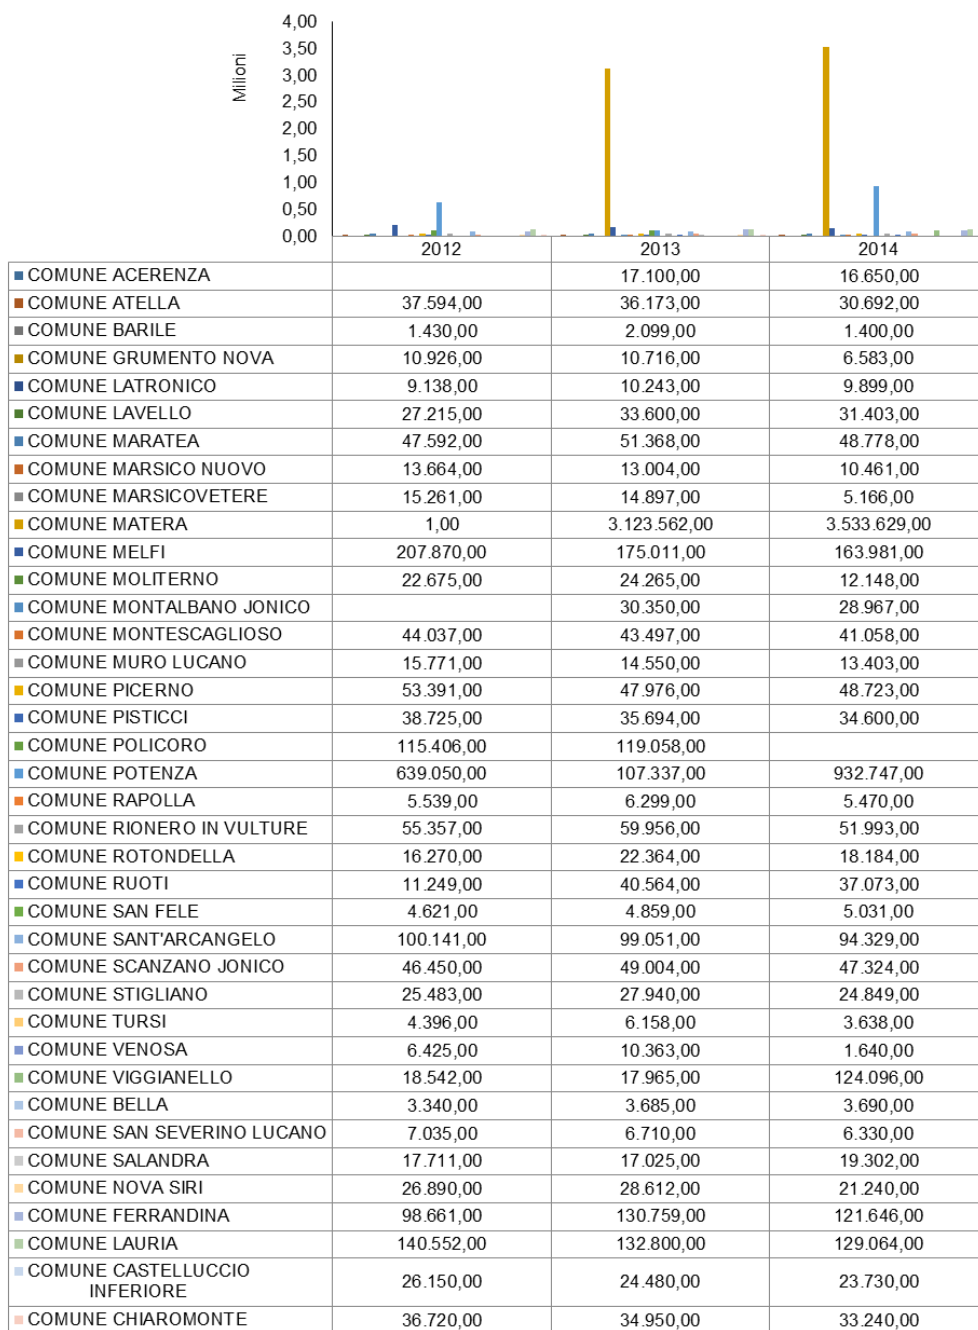 Milioni
4,00
3,50
3,00
2,50
2,00
1,50
1,00
0,50
0,00
2012 2013 2014
COMUNE ACERENZA 17.100,00 16.650,00
COMUNE ATELLA 37.594,00 36.173,00 30.692,00
COMUNE BARILE 1.430,00 2.099,00 1.400,00
COMUNE GRUMENTO NOVA 10.926,00 10.716,00 6.583,00
COMUNE LATRONICO 9.138,00 10.243,00 9.899,00
COMUNE LAVELLO 27.215,00 33.600,00 31.403,00
COMUNE MARATEA 47.592,00 51.368,00 48.778,00
COMUNE MARSICO NUOVO 13.664,00 13.004,00 10.461,00
COMUNE MARSICOVETERE 15.261,00 14.897,00 5.166,00
COMUNE MATERA 1,00 3.123.562,00 3.533.629,00
COMUNE MELFI 207.870,00 175.011,00 163.981,00
COMUNE MOLITERNO 22.675,00 24.265,00 12.148,00
COMUNE MONTALBANO JONICO 30.350,00 28.967,00
COMUNE MONTESCAGLIOSO 44.037,00 43.497,00 41.058,00
COMUNE MURO LUCANO 15.771,00 14.550,00 13.403,00
COMUNE PICERNO 53.391,00 47.976,00 48.723,00
COMUNE PISTICCI 38.725,00 35.694,00 34.600,00
COMUNE POLICORO 115.406,00 119.058,00
COMUNE POTENZA 639.050,00 107.337,00 932.747,00
COMUNE RAPOLLA 5.539,00 6.299,00 5.470,00
COMUNE RIONERO IN VULTURE 55.357,00 59.956,00 51.993,00
COMUNE ROTONDELLA 16.270,00 22.364,00 18.184,00
COMUNE RUOTI 11.249,00 40.564,00 37.073,00
COMUNE SAN FELE 4.621,00 4.859,00 5.031,00
COMUNE SANT'ARCANGELO 100.141,00 99.051,00 94.329,00
COMUNE SCANZANO JONICO 46.450,00 49.004,00 47.324,00
COMUNE STIGLIANO 25.483,00 27.940,00 24.849,00
COMUNE TURSI 4.396,00 6.158,00 3.638,00
COMUNE VENOSA 6.425,00 10.363,00 1.640,00
COMUNE VIGGIANELLO 18.542,00 17.965,00 124.096,00
COMUNE BELLA 3.340,00 3.685,00 3.690,00
COMUNE SAN SEVERINO LUCANO 7.035,00 6.710,00 6.330,00
COMUNE SALANDRA 17.711,00 17.025,00 19.302,00
COMUNE NOVA SIRI 26.890,00 28.612,00 21.240,00
COMUNE FERRANDINA 98.661,00 130.759,00 121.646,00
COMUNE LAURIA 140.552,00 132.800,00 129.064,00
COMUNE CASTELLUCCIO
INFERIORE 26.150,00 24.480,00 23.730,00
COMUNE CHIAROMONTE 36.720,00 34.950,00 33.240,00